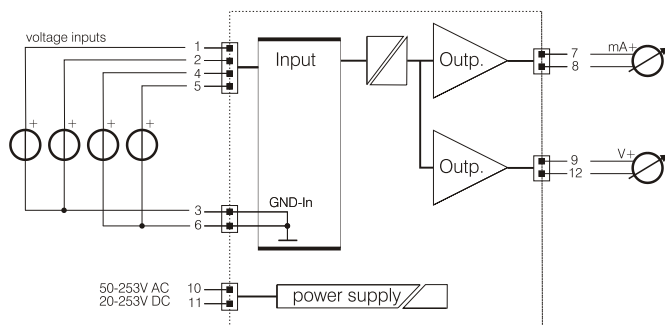 voltage inputs
1
2
4
5
Input
Outp.
7
8
mA+
+ + + +
Outp.
9
12
V+
3
6
GND-In
50-253V AC 10
20-253V DC 11
power supply